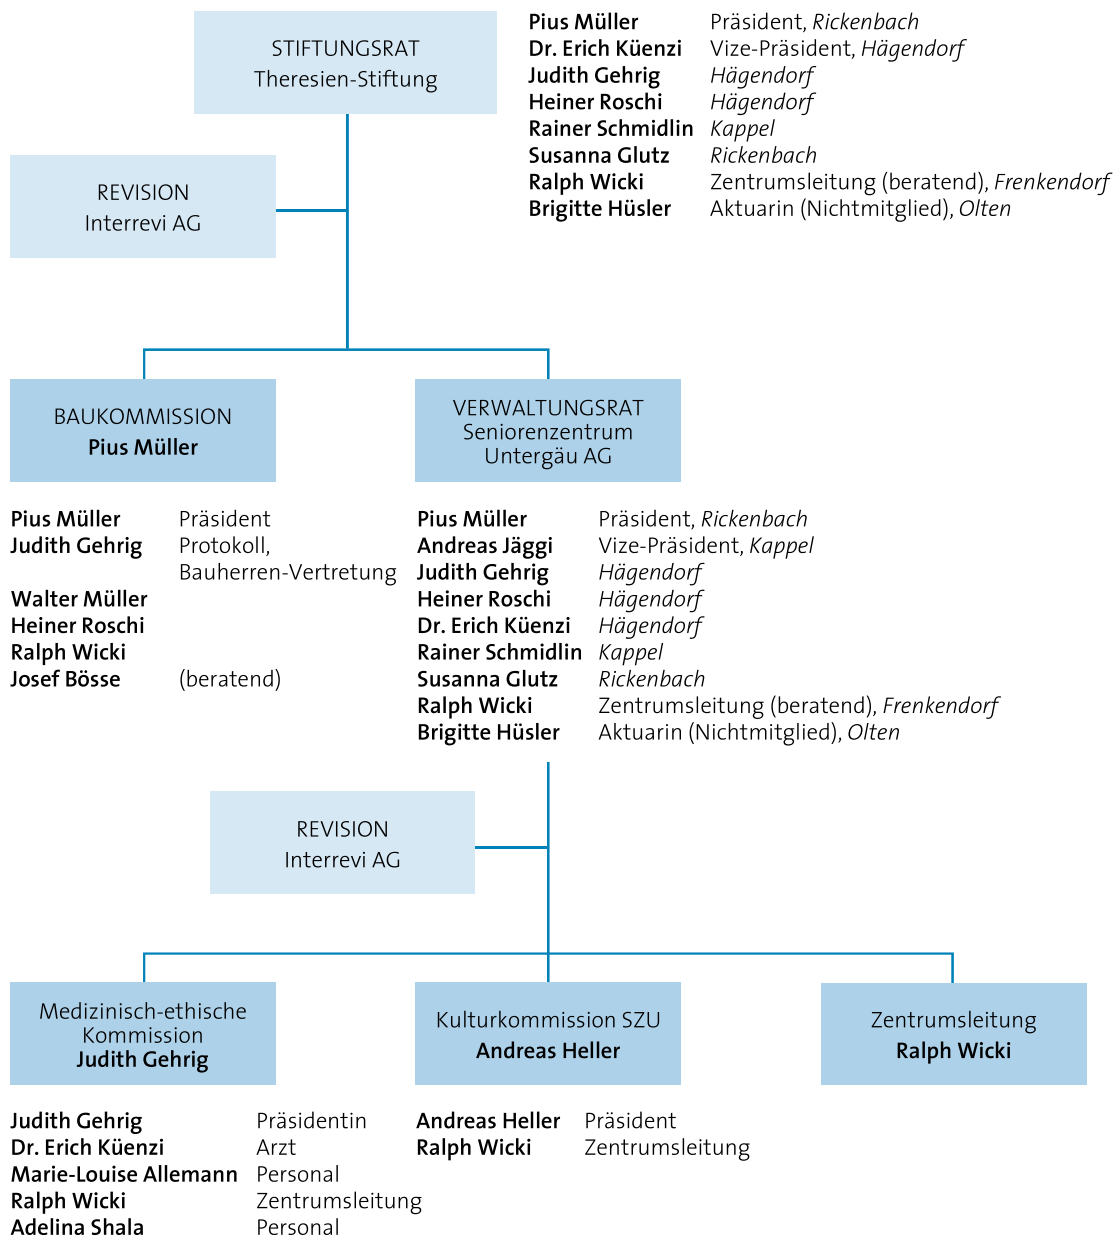 STIFTUNGSRAT
Theresien-Stiftung
Pius Müller Präsident, Rickenbach
Dr. Erich Küenzi Vize-Präsident, Hägendorf
Judith Gehrig Hägendorf
Heiner Roschi Hägendorf
Rainer Schmidlin Kappel
Susanna Glutz Rickenbach
Ralph Wicki Zentrumsleitung (beratend), Frenkendorf
Brigitte Hüsler Aktuarin (Nichtmitglied), Olten
REVISION
Interrevi AG
BAUKOMMISSION
Pius Müller
Pius Müller Präsident
Judith Gehrig Protokoll,
Bauherren-Vertretung
Walter Müller
Heiner Roschi
Ralph Wicki
Josef Bösse (beratend)
VERWALTUNGSRAT
Seniorenzentrum
Untergäu AG
Pius Müller Präsident, Rickenbach
Andreas Jäggi Vize-Präsident, Kappel
Judith Gehrig Hägendorf
Heiner Roschi Hägendorf
Dr. Erich Küenzi Hägendorf
Rainer Schmidlin Kappel
Susanna Glutz Rickenbach
Ralph Wicki Zentrumsleitung (beratend), Frenkendorf
Brigitte Hüsler Aktuarin (Nichtmitglied), Olten
REVISION
Interrevi AG
Medizinisch-ethische
Kommission
Judith Gehrig
Judith Gehrig Präsidentin
Dr. Erich Küenzi Arzt
Marie-Louise Allemann Personal
Ralph Wicki Zentrumsleitung
Adelina Shala Personal
Kulturkommission SZU
Andreas Heller
Andreas Heller Präsident
Ralph Wicki Zentrumsleitung
Zentrumsleitung
Ralph Wicki